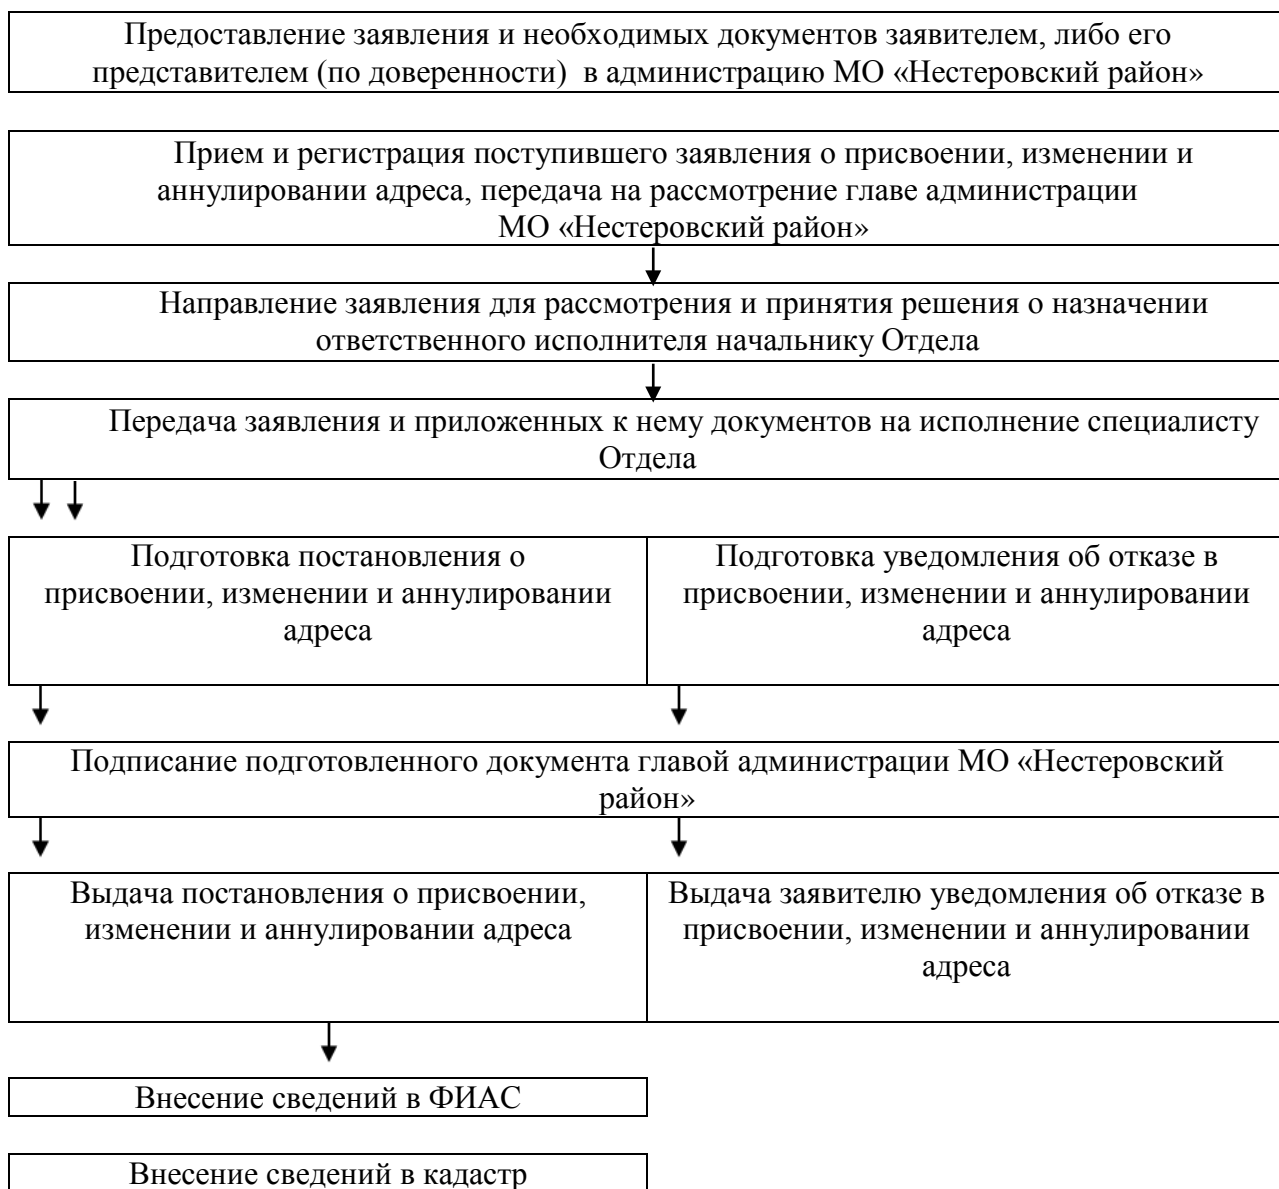 Предоставление заявления и необходимых документов заявителем, либо его
представителем (по доверенности)  в администрацию МО «Нестеровский район»
Прием и регистрация поступившего заявления о присвоении, изменении и
аннулировании адреса, передача на рассмотрение главе администрации
МО «Нестеровский район»
Направление заявления для рассмотрения и принятия решения о назначении
ответственного исполнителя начальнику Отдела
Передача заявления и приложенных к нему документов на исполнение специалисту
Отдела
Подготовка постановления о
присвоении, изменении и аннулировании
адреса
Подготовка уведомления об отказе в
присвоении, изменении и аннулировании
адреса
Подписание подготовленного документа главой администрации МО «Нестеровский
район»
Выдача постановления о присвоении,
изменении и аннулировании адреса
Выдача заявителю уведомления об отказе в
присвоении, изменении и аннулировании
адреса
Внесение сведений в ФИАС
Внесение сведений в кадастр